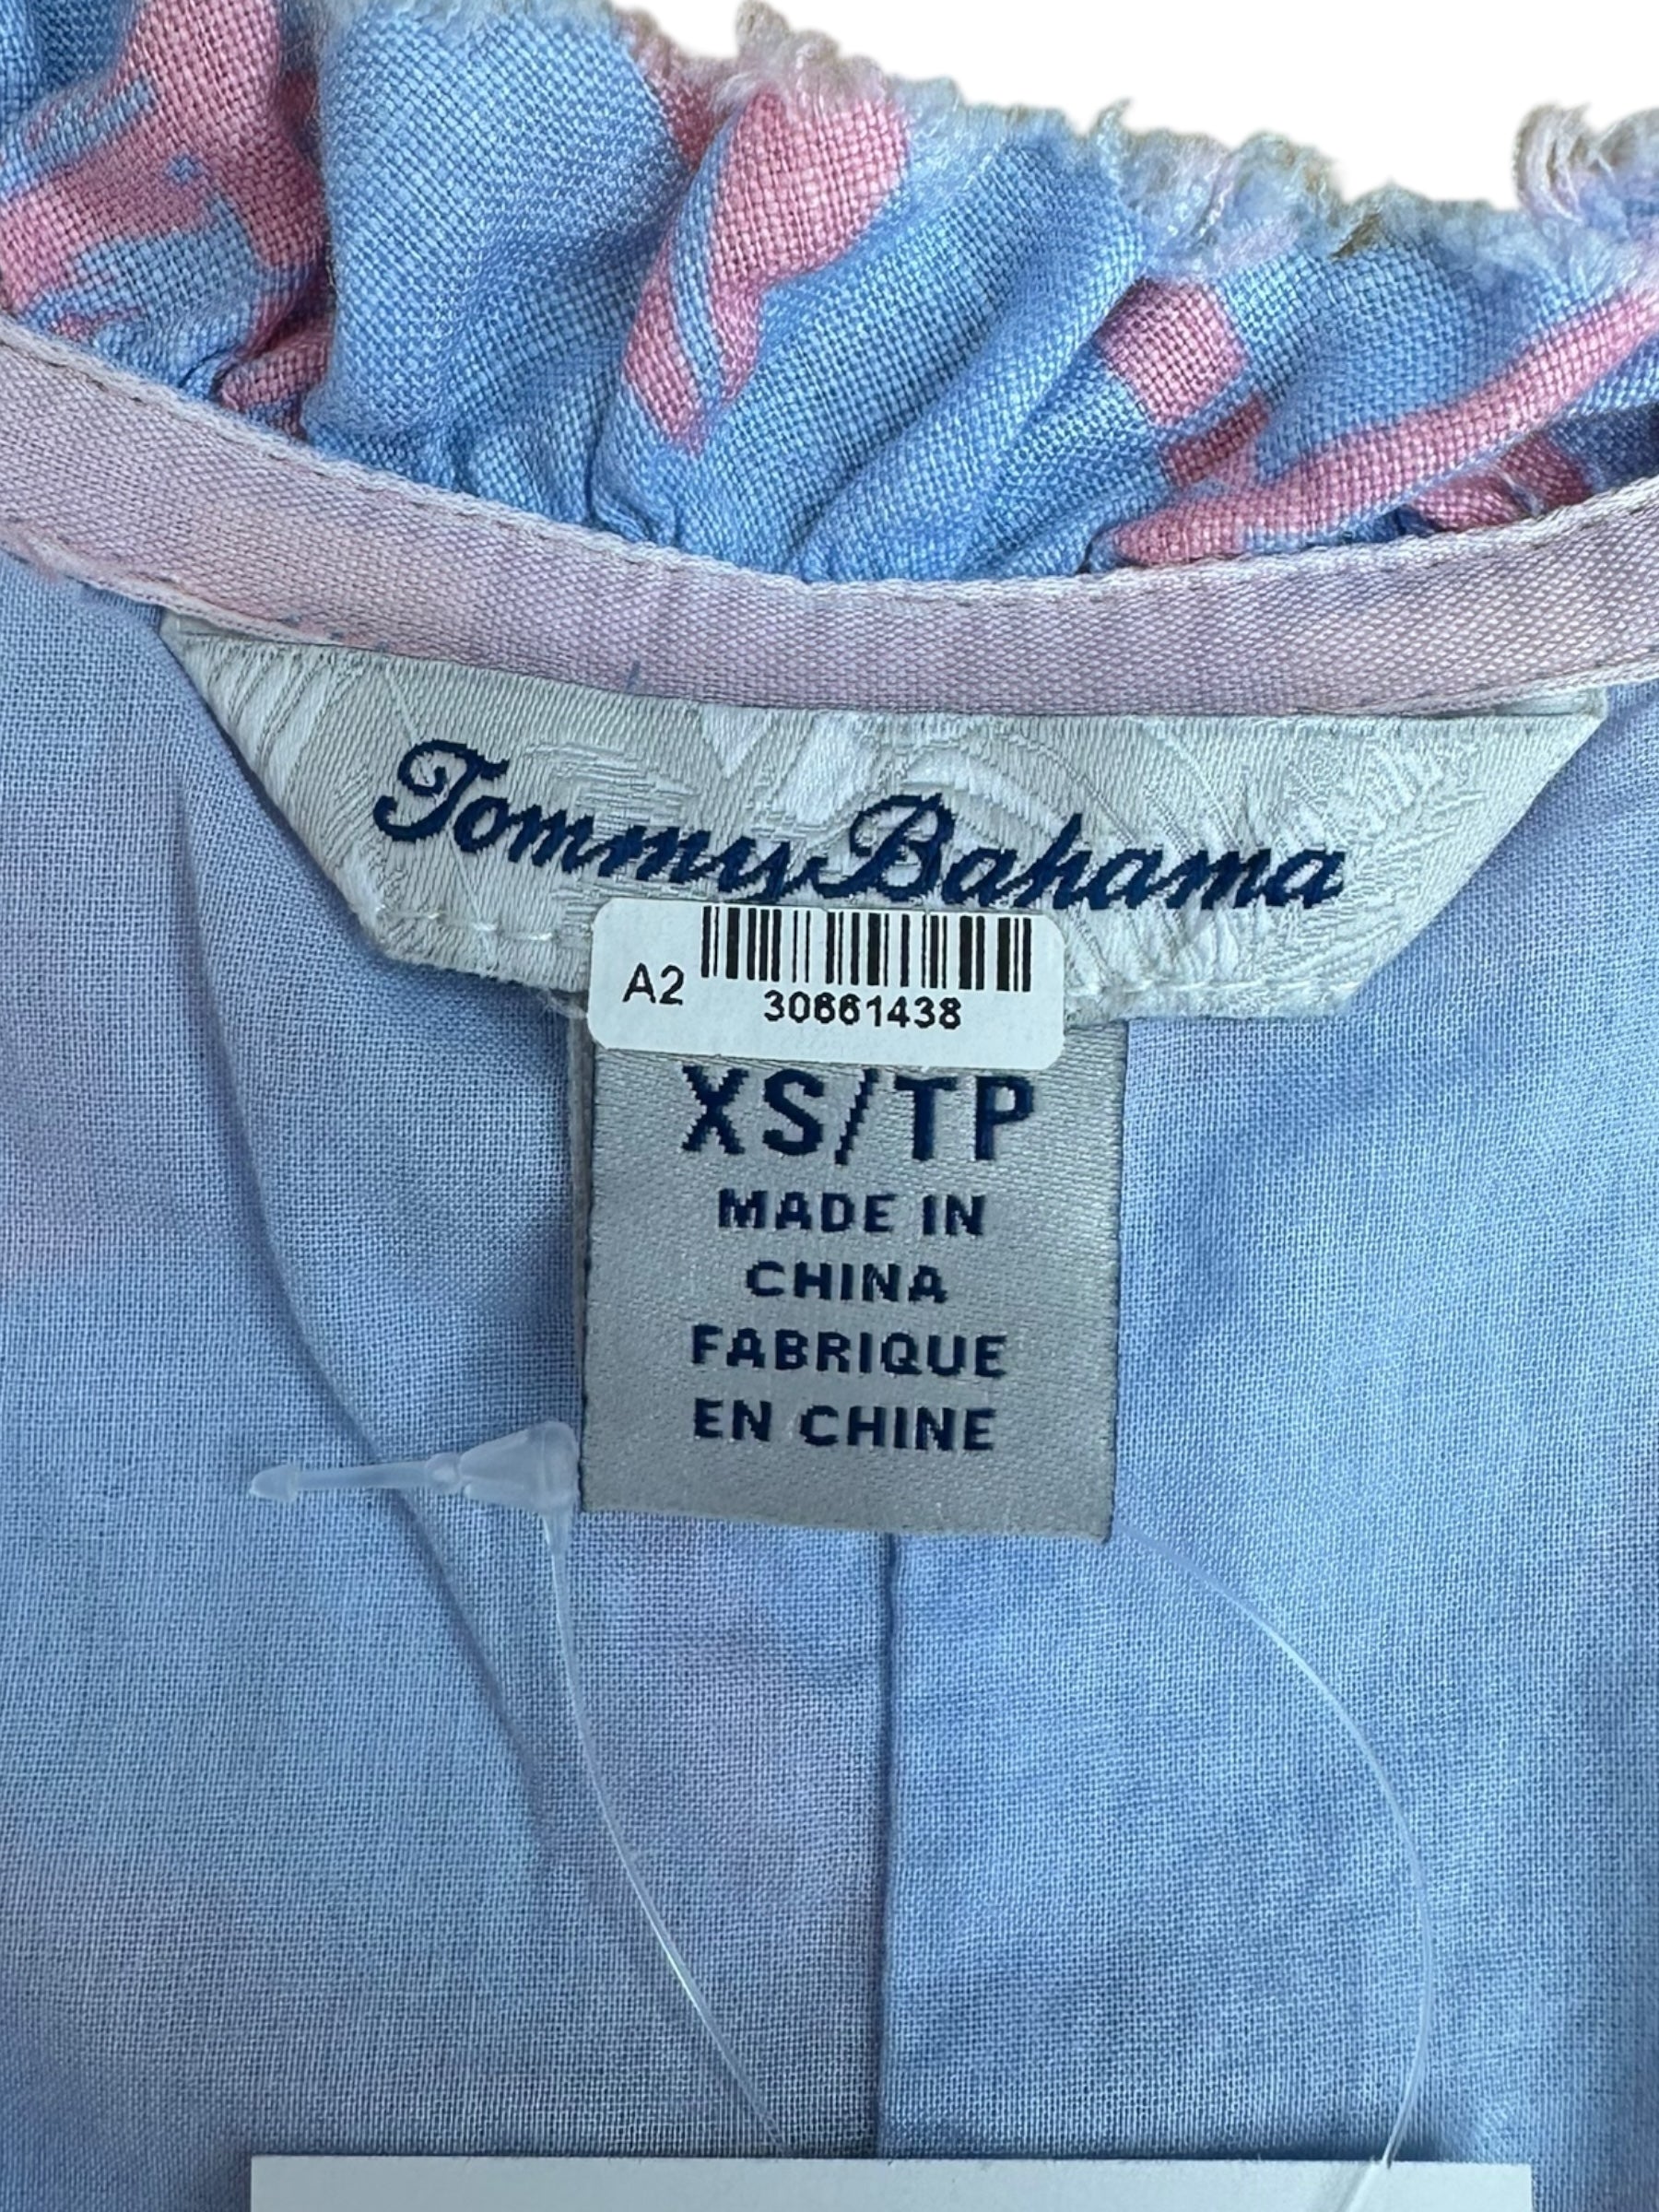 Tommy Bahama
A2
30661438
XS/TP
MADE IN
CHINA
FABRIQUE
EN CHINE